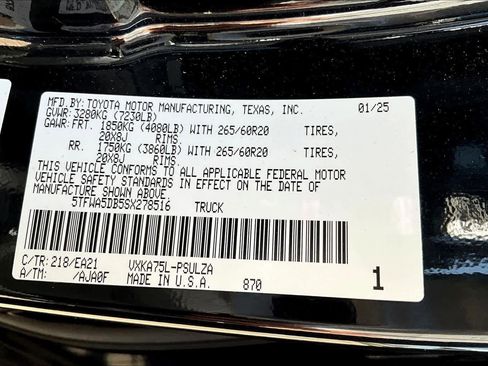 MFD.BY: TOYOTA MOTOR MANUFACTURING, TEXAS, INC. 01/25
GVWR: 3280KG (7230LB)
GAWR: FRT. 1850KG (4080LB) WITH 265/60R20 TIRES,
20X8J RIMS.
RR. 1750KG (3860LB) WITH 265/60R20 TIRES,
20X8J RIMS.
THIS VEHICLE CONFORMS TO ALL APPLICABLE FEDERAL MOTOR
VEHICLE SAFETY STANDARDS IN EFFECT ON THE DATE OF
MANUFACTURE SHOWN ABOVE.
5TFWA5DB5SX278516 TRUCK
C/TR: 218/EA21 VXKA75L-PSULZA
A/TM: /AJA0F MADE IN U.S.A. 870 1